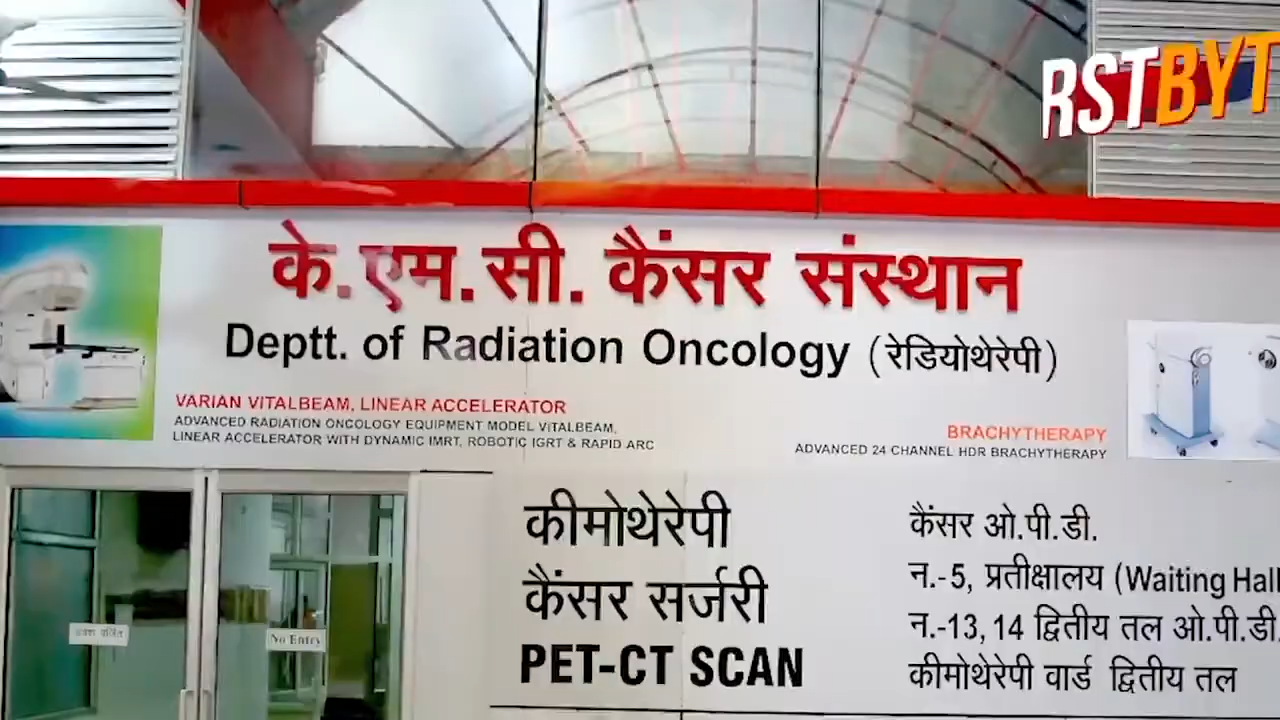 RSTBYT
के.एम.सी. कैंसर संस्थान
Deptt. of Radiation Oncology (रेडियोथेरेपी)
VARIAN VITALBEAM, LINEAR ACCELERATOR
ADVANCED RADIATION ONCOLOGY EQUIPMENT MODEL VITALBEAM,
LINEAR ACCELERATOR WITH DYNAMIC IMRT, ROBOTIC IGRT & RAPID ARC
BRACHYTHERAPY
ADVANCED 24 CHANNEL HDR BRACHYTHERAPY
कीमोथेरेपी
कैंसर सर्जरी
PET-CT SCAN
कैंसर ओ.पी.डी.
न.-5, प्रतीक्षालय (Waiting Hall
न.-13, 14 द्वितीय तल ओ.पी.डी.
कीमोथेरेपी वार्ड द्वितीय तल
प्रवेश वर्जित
No Entry